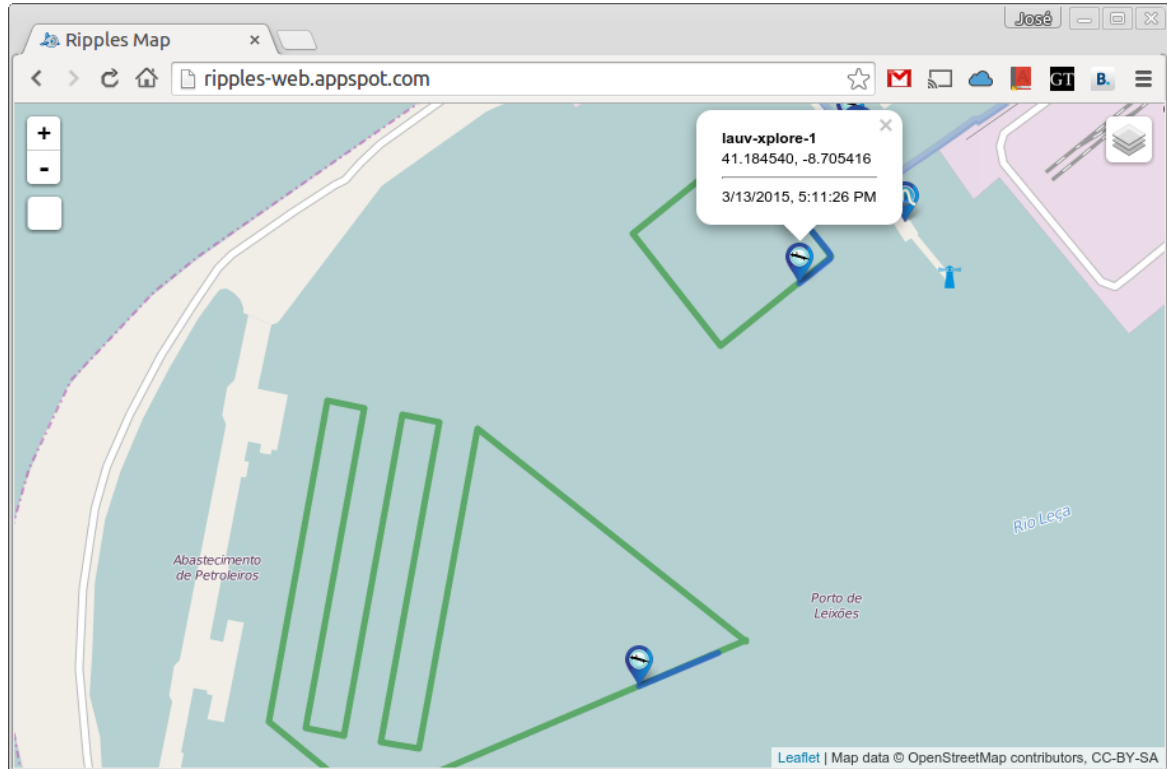 José
Ripples Map
ripples-web.appspot.com
GT
B.
+
-
lauv-xplore-1
41.184540, -8.705416
3/13/2015, 5:11:26 PM
Rio Leça
Abastecimento
de Petroleiros
Porto de
Leixões
Leaflet | Map data © OpenStreetMap contributors, CC-BY-SA